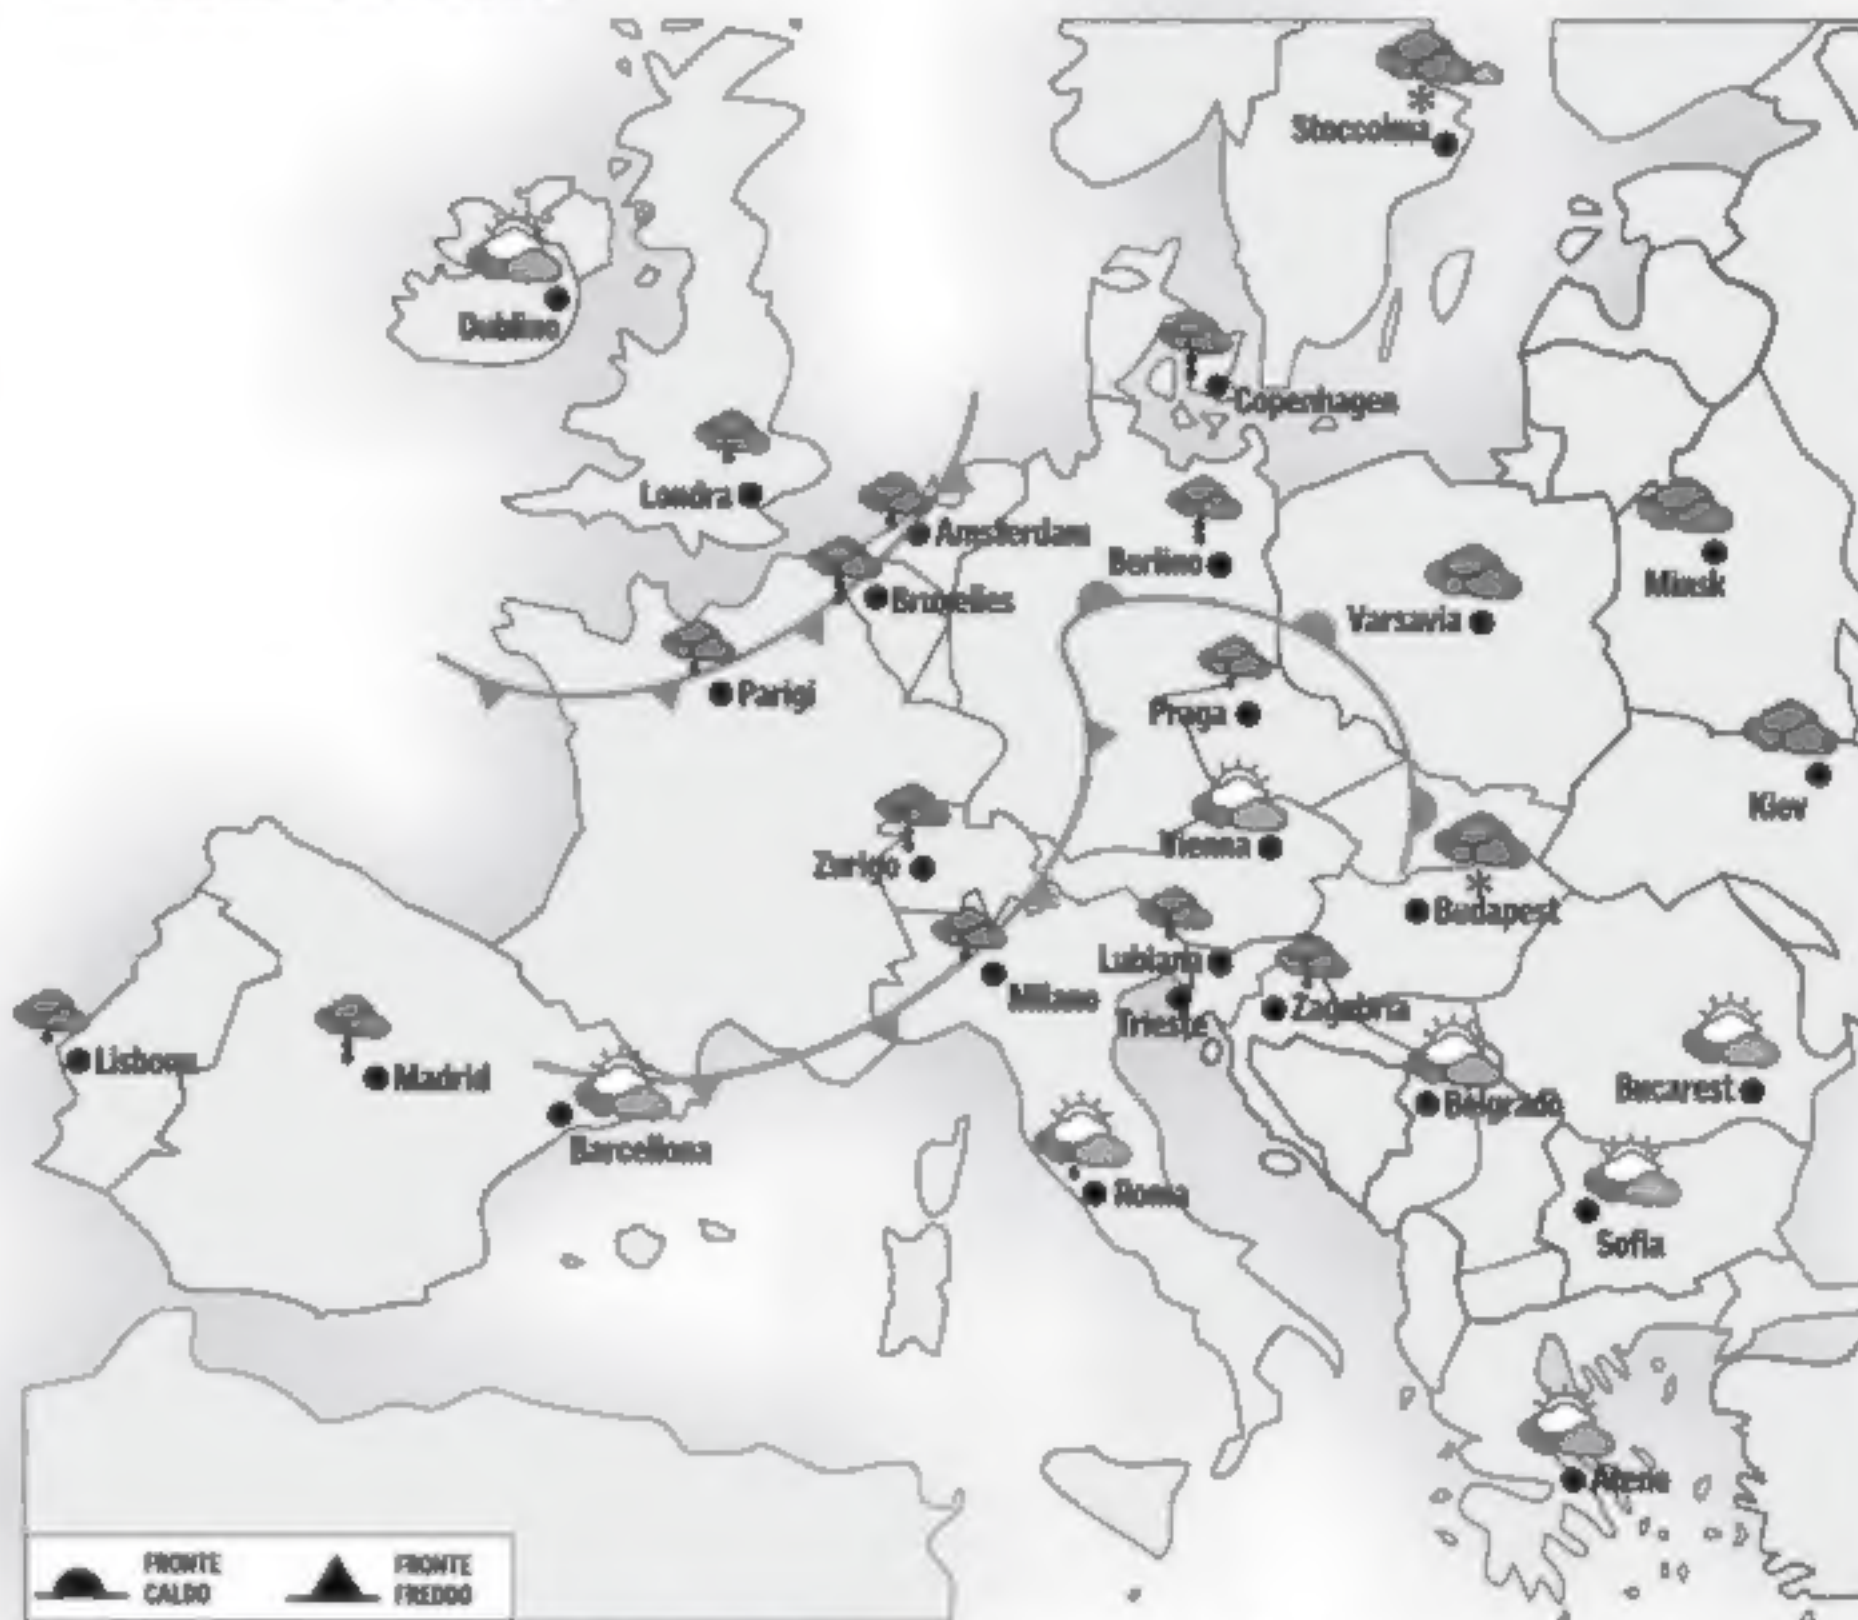 Stoccolma
Dublino
Copenhagen
Londra
Amsterdam
Berlino
Minsk
Bruxelles
Varsavia
Parigi
Praga
Kiev
Vienna
Zurigo
Budapest
Lubiana
Milano
Zagabria
Trieste
Lisbona
Madrid
Bucarest
Belgrado
Barcellona
Roma
Sofia
Atene
FRONTE
CALDO
FRONTE
FREDDO